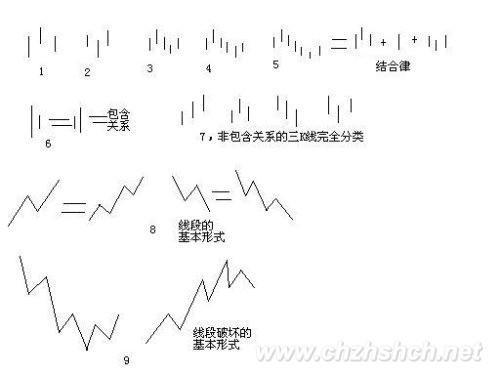 1
2
3
4
5
结合律
6
包含
关系
7,非包含关系的三K线完全分类
8
线段的
基本形式
9
线段破坏的
基本形式
www.chzhshch.net